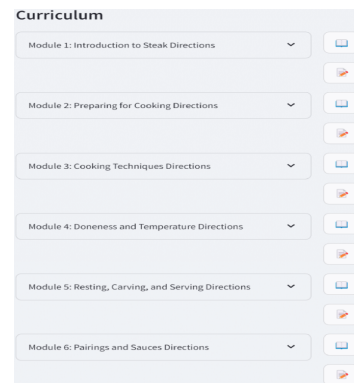 Curriculum
Module 1: Introduction to Steak Directions
Module 2: Preparing for Cooking Directions
Module 3: Cooking Techniques Directions
Module 4: Doneness and Temperature Directions
Module 5: Resting, Carving, and Serving Directions
Module 6: Pairings and Sauces Directions